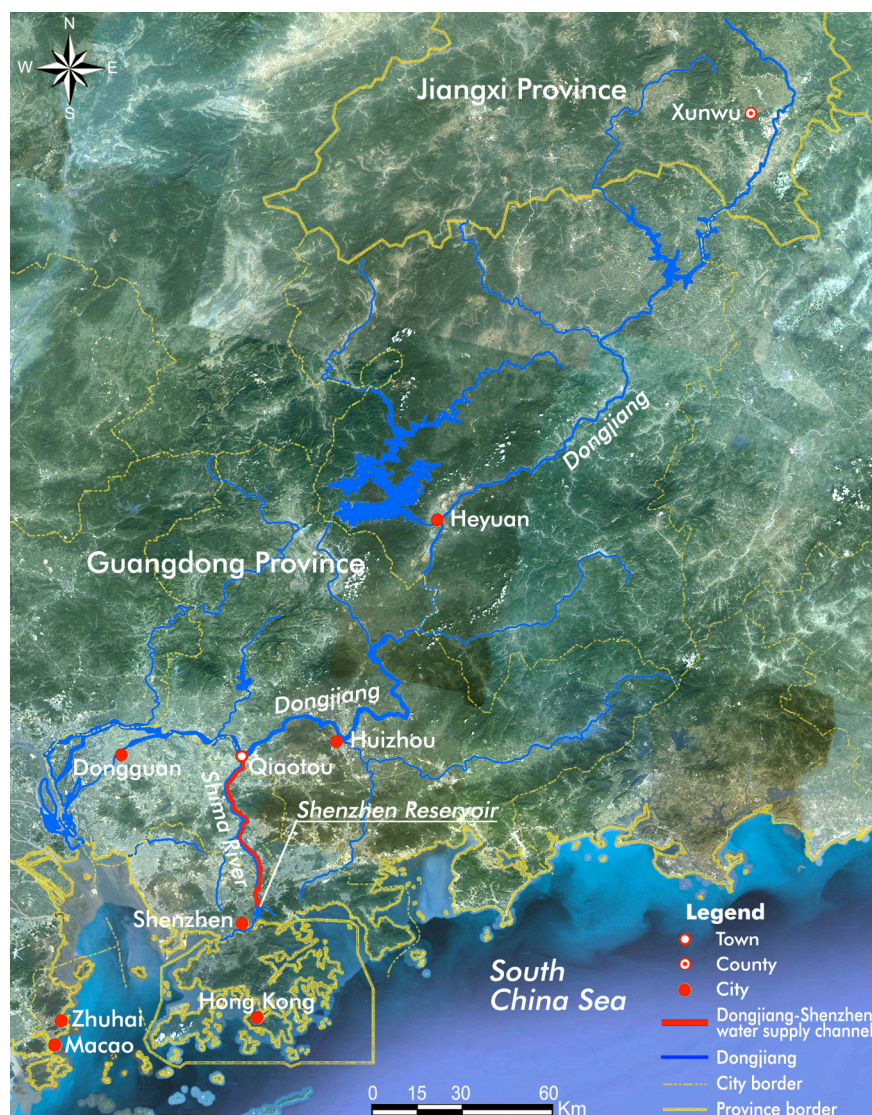 N
W E
S
Jiangxi Province
Xunwu
Dongjiang
Heyuan
Guangdong Province
Dongjiang
Huizhou
Dongguan
Qiaotou
Shima River
Shenzhen Reservoir
Shenzhen
Hong Kong
Zhuhai
Macao
South
China Sea
Legend
Town
County
City
Dongjiang-Shenzhen
water supply channel
Dongjiang
City border
Province border
0 15 30 60
Km